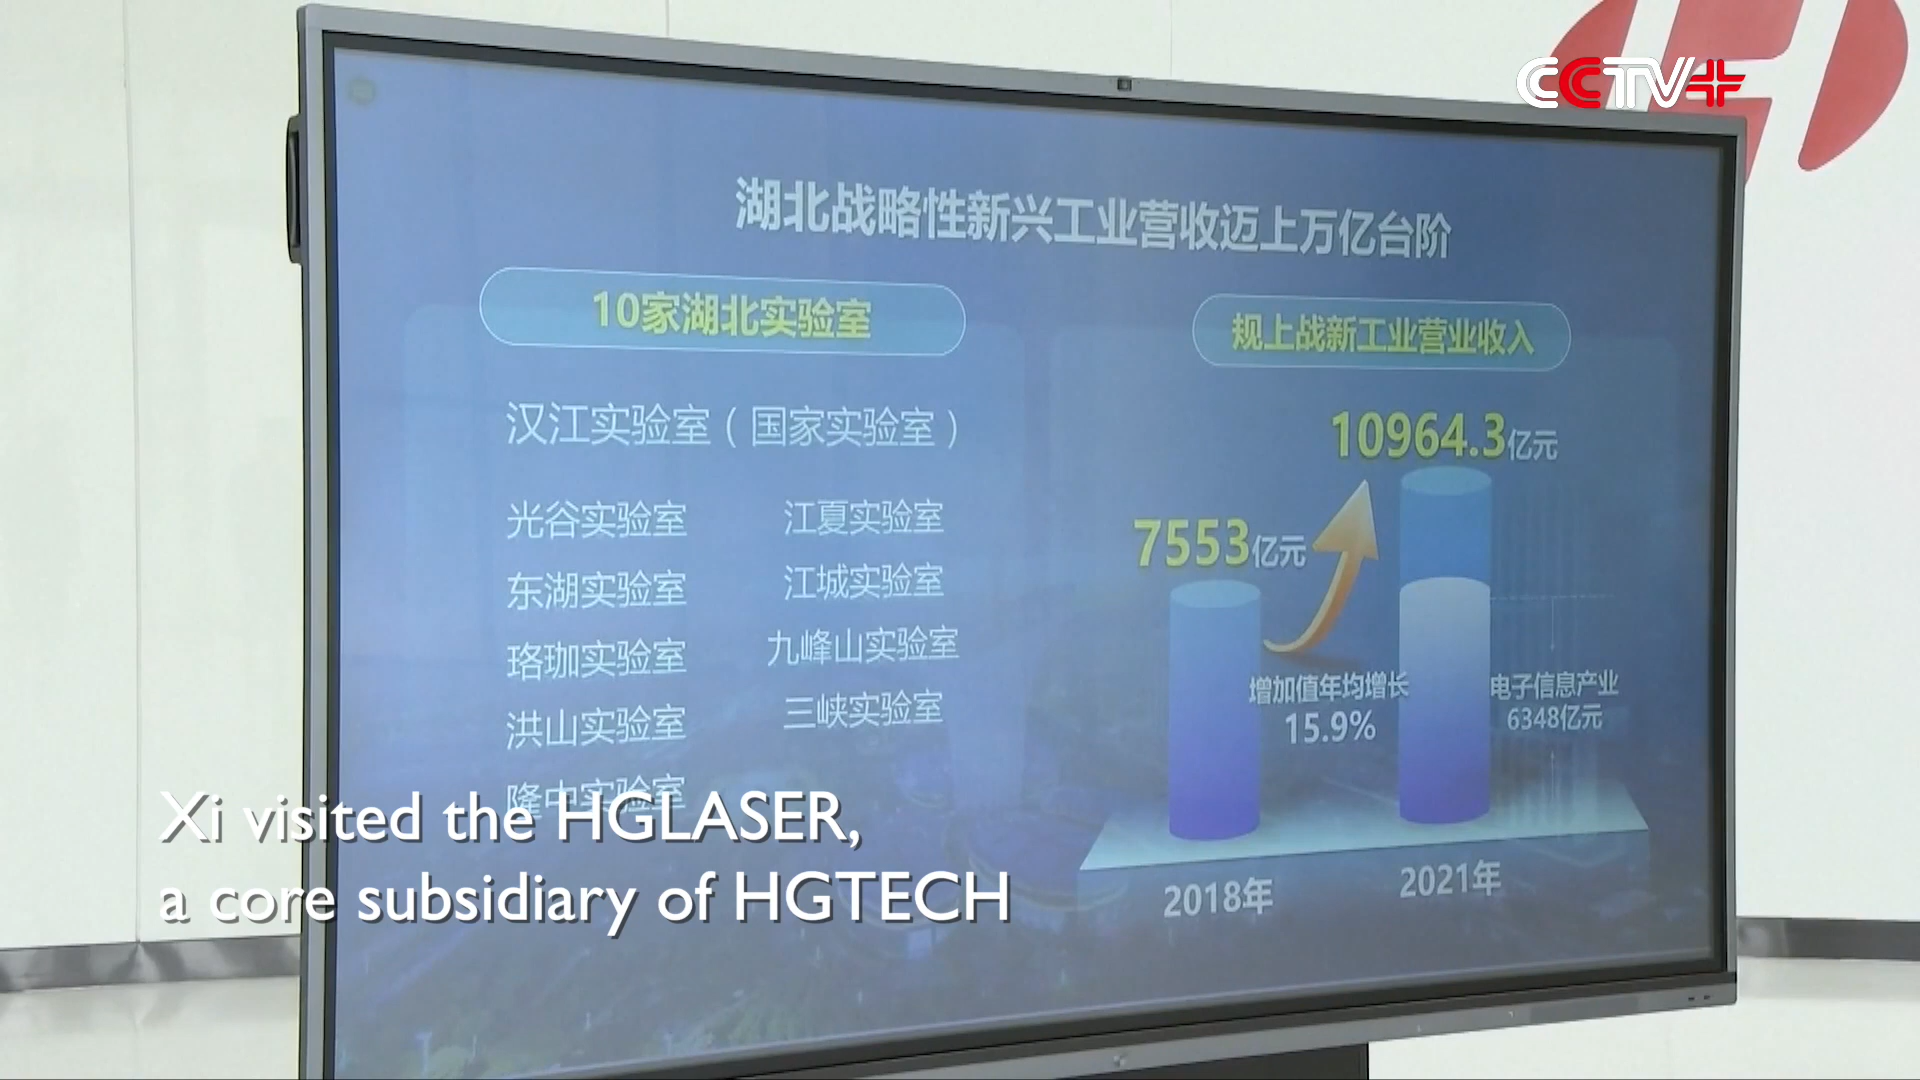 CCTV+
湖北战略性新兴工业营收迈上万亿台阶
10家湖北实验室
汉江实验室（国家实验室）
光谷实验室
江夏实验室
东湖实验室
江城实验室
珞珈实验室
九峰山实验室
洪山实验室
三峡实验室
隆中实验室
规上战新工业营业收入
10964.3亿元
7553亿元
增加值年均增长
15.9%
电子信息产业
6348亿元
2018年
2021年
Xi visited the HGLASER,
a core subsidiary of HGTECH